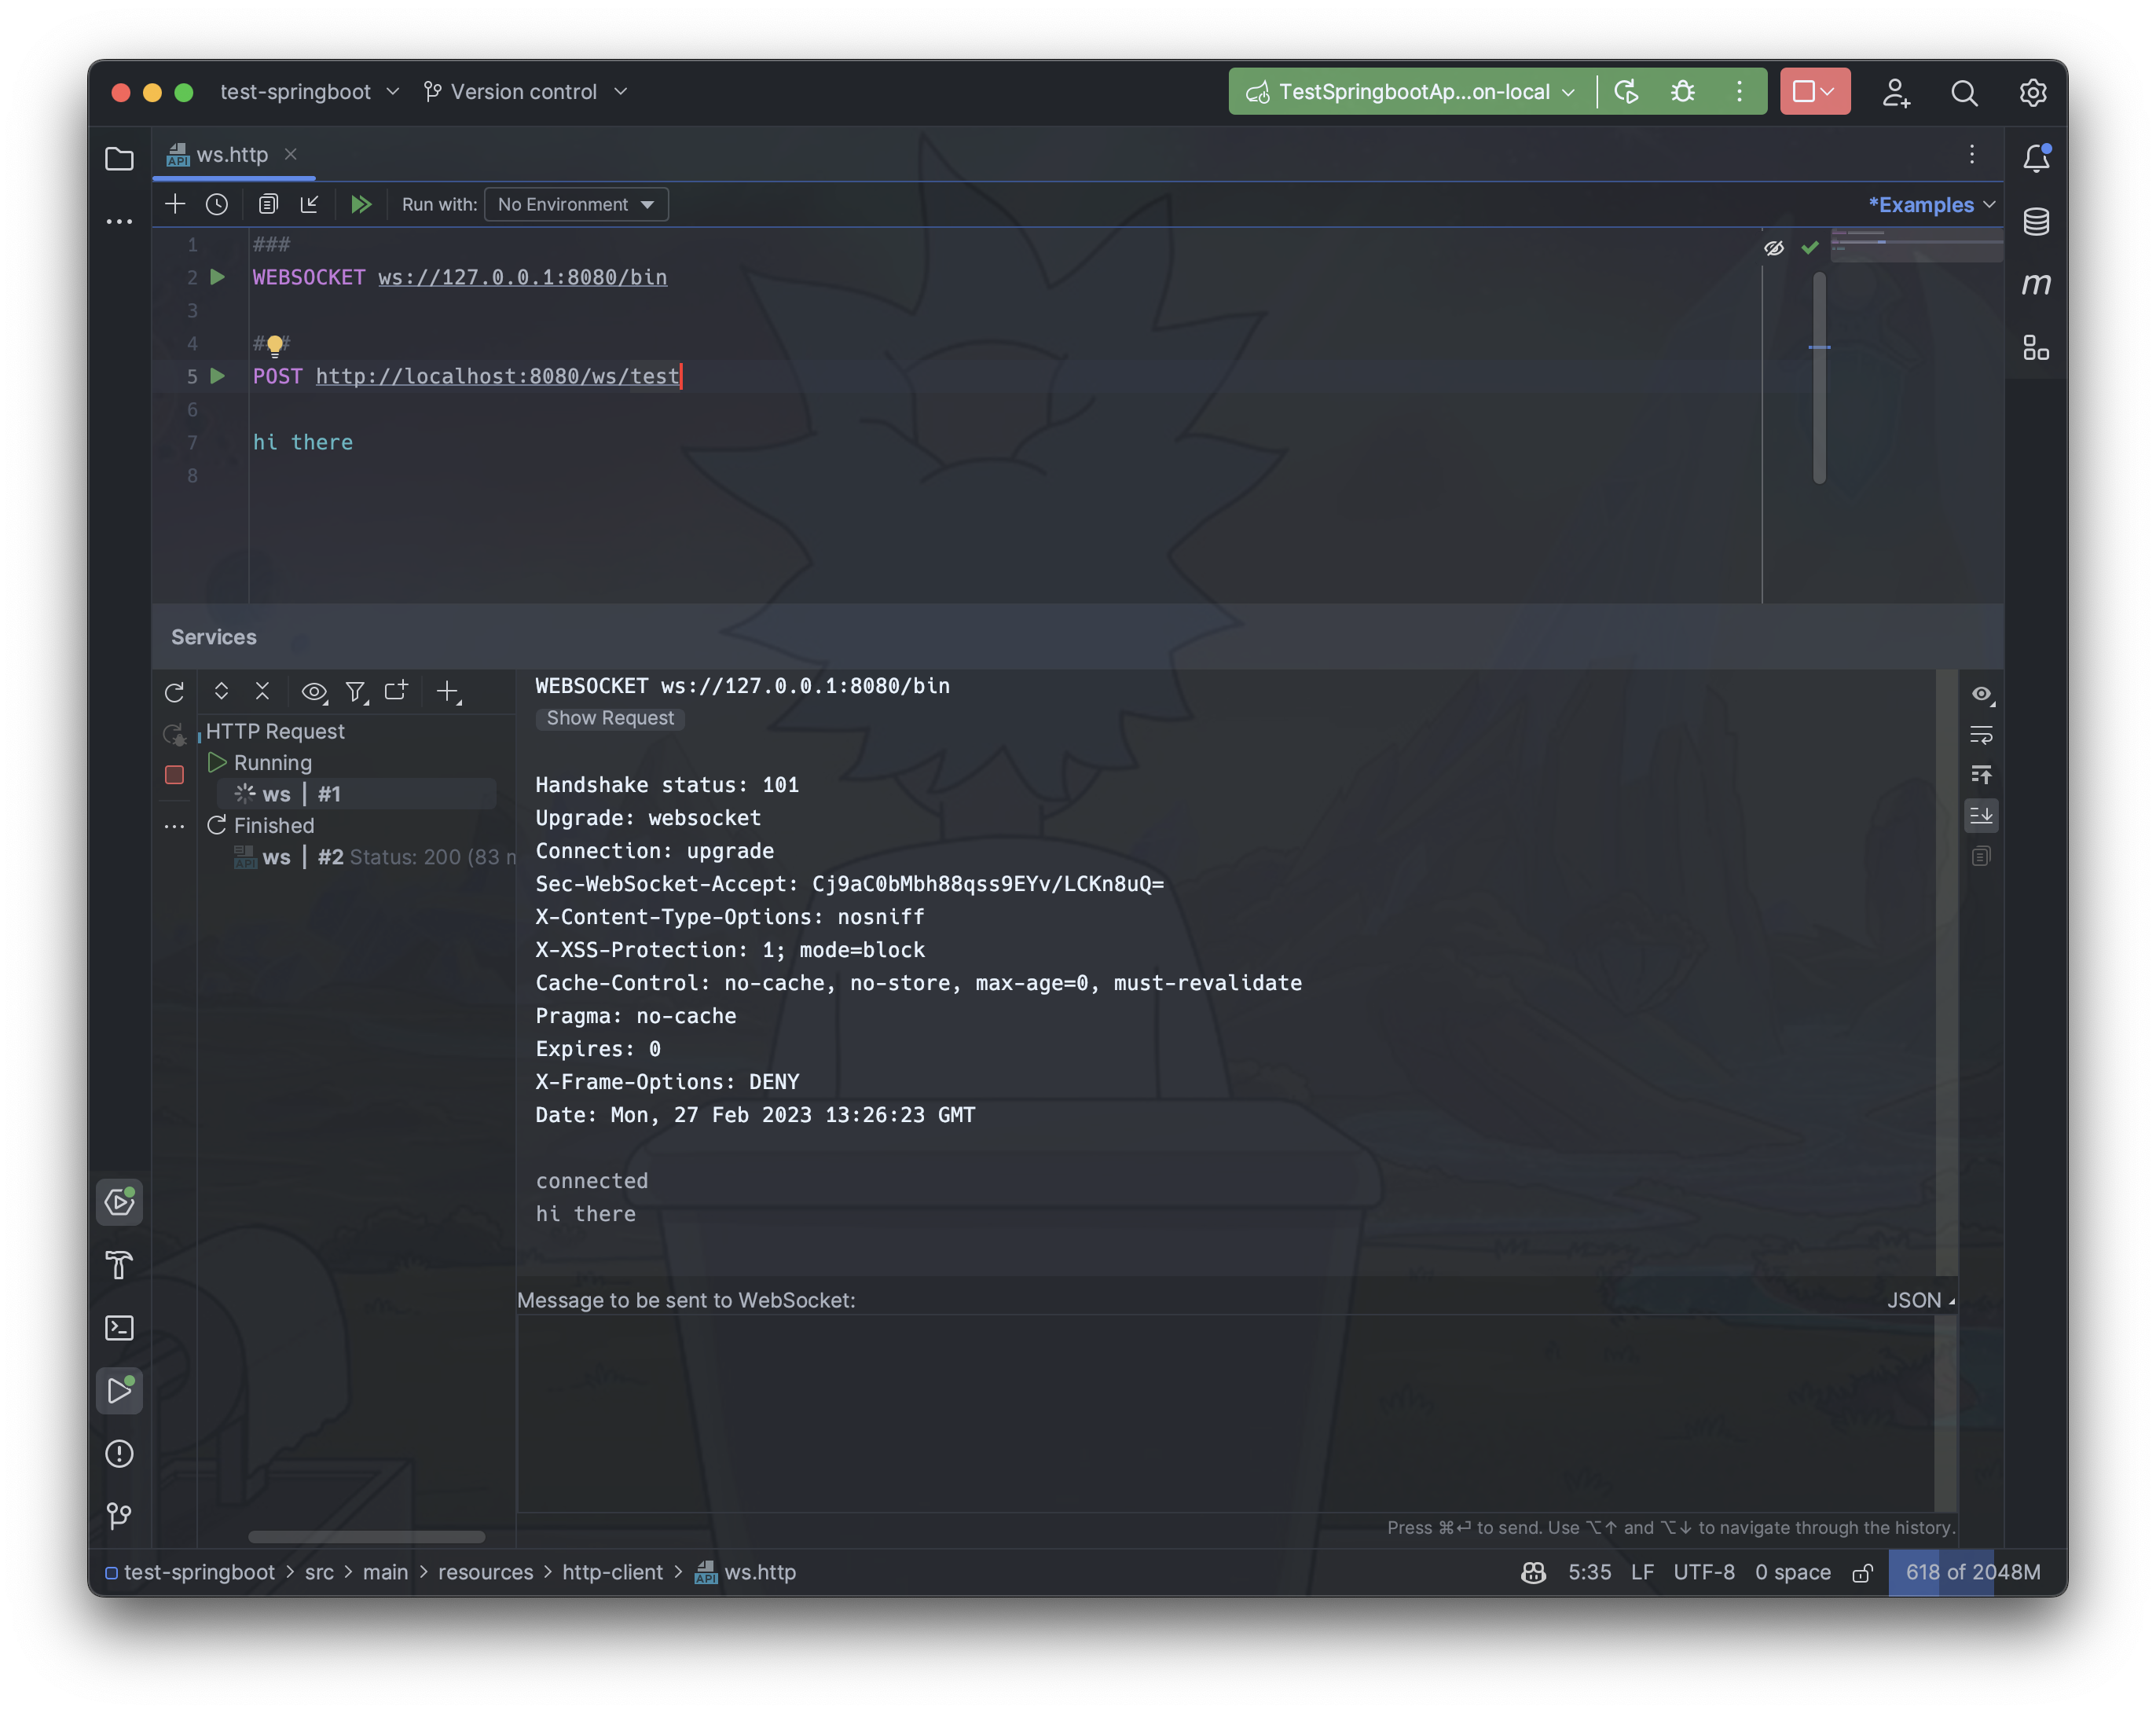 test-springboot
Version control
TestSpringbootAp...on-local
API ws.http
Run with: No Environment
*Examples
1 ###
2 WEBSOCKET ws://127.0.0.1:8080/bin
3
4 #
5 POST http://localhost:8080/ws/test
6
7 hi there
8
m
Services
HTTP Request
Running
ws | #1
Finished
API ws | #2 Status: 200 (83
WEBSOCKET ws://127.0.0.1:8080/bin
Show Request
Handshake status: 101
Upgrade: websocket
Connection: upgrade
Sec-WebSocket-Accept: Cj9aC0bMbh88qss9EYv/LCKn8uQ=
X-Content-Type-Options: nosniff
X-XSS-Protection: 1; mode=block
Cache-Control: no-cache, no-store, max-age=0, must-revalidate
Pragma: no-cache
Expires: 0
X-Frame-Options: DENY
Date: Mon, 27 Feb 2023 13:26:23 GMT
connected
hi there
Message to be sent to WebSocket:
JSON
Press ⌘⏎ to send. Use ⌥↑ and ⌥↓ to navigate through the history.
test-springboot > src > main > resources > http-client > API ws.http
5:35 LF UTF-8 0 space 618 of 2048M